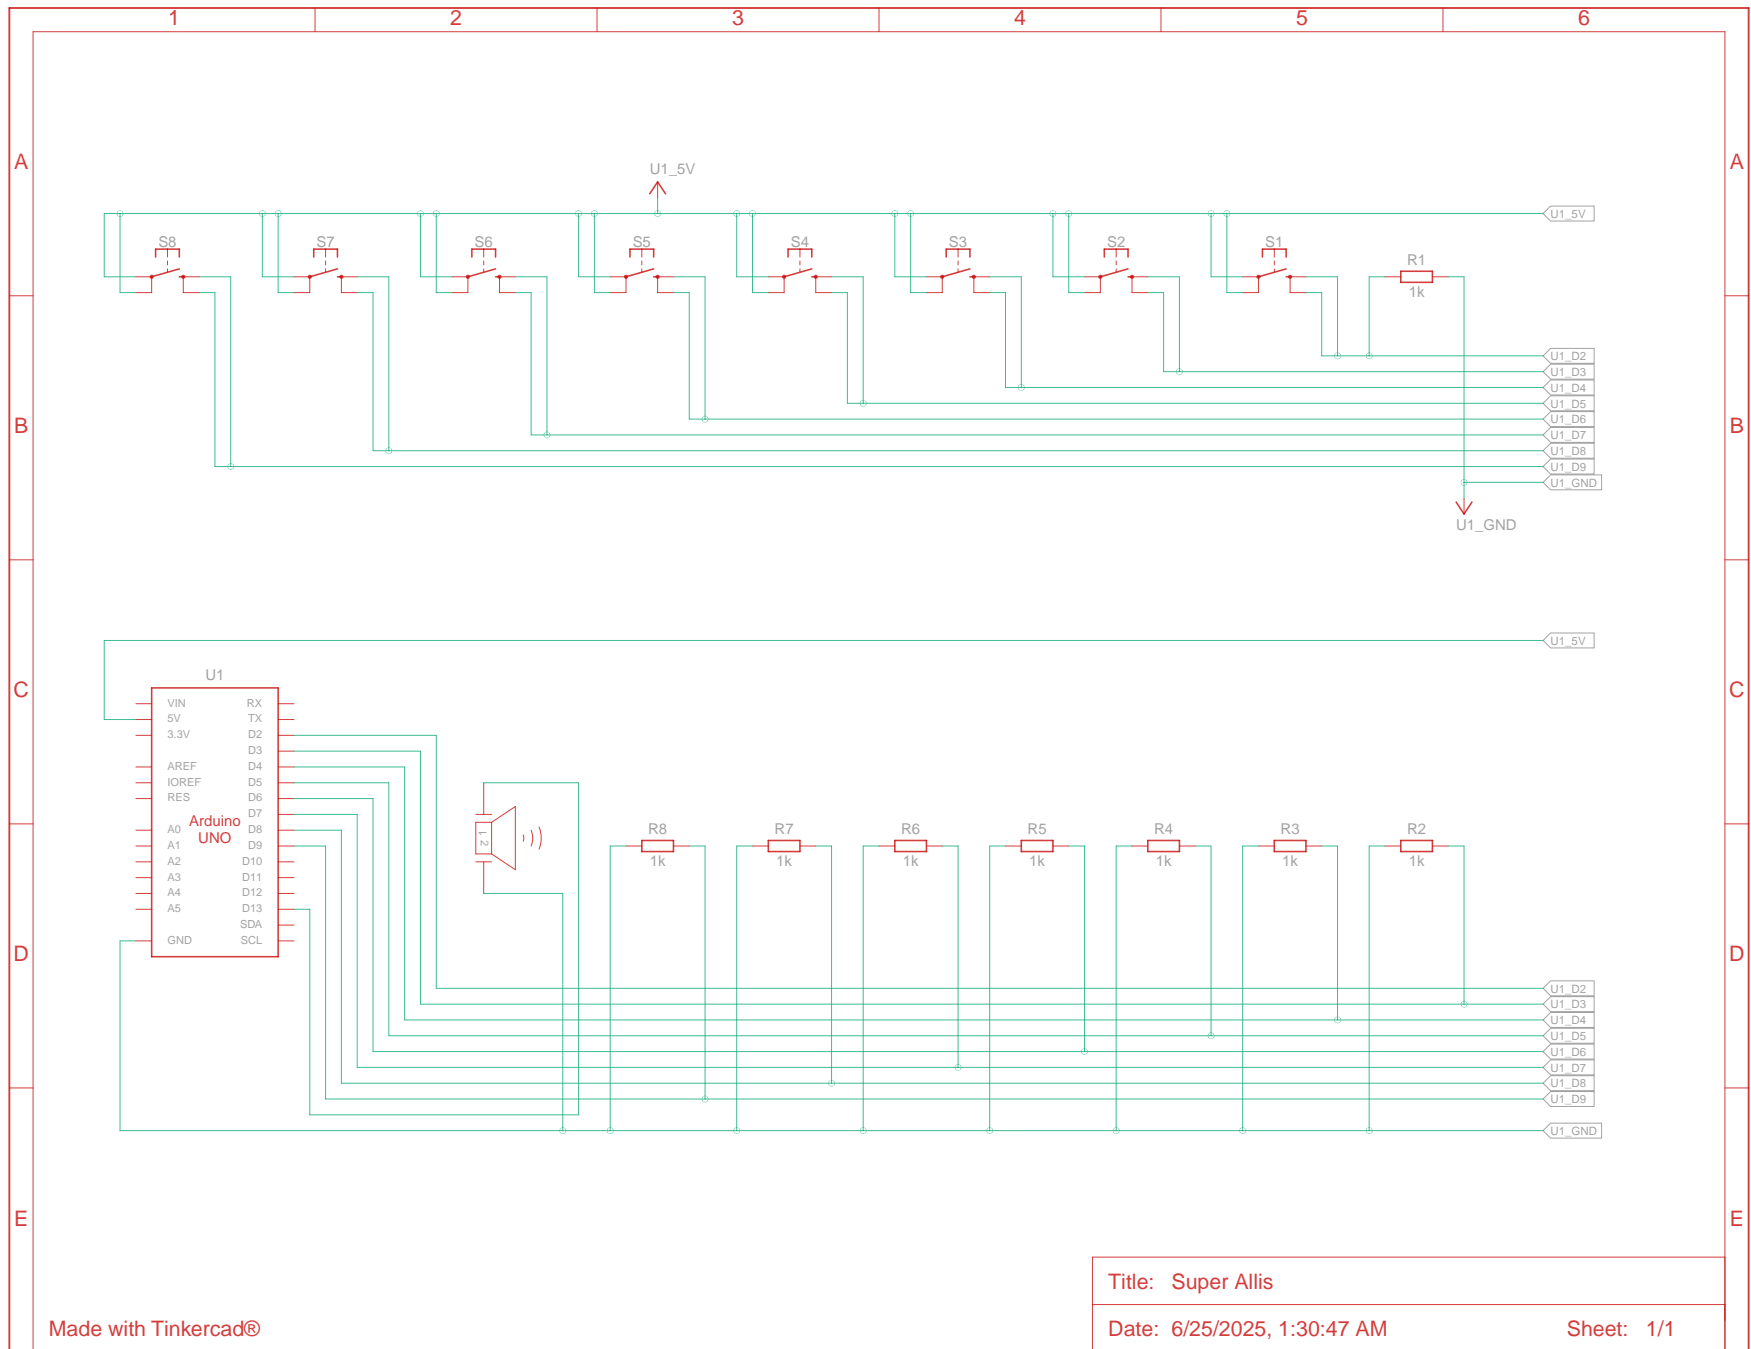 1 2 3 4 5 6
A A
U1_5V
U1_5V
S8 S7 S6 S5 S4 S3 S2 S1
R1
1k
U1_D2
U1_D3
U1_D4
U1_D5
B B
U1_D6
U1_D7
U1_D8
U1_D9
U1_GND
U1_GND
U1_5V
C C
U1
VIN RX
5V TX
3.3V D2
D3
AREF D4
IOREF D5
RES D6
D7
Arduino
UNO
A0 D8
A1 D9
A2 D10
A3 D11
A4 D12
A5 D13
SDA
GND SCL
1 2
R8 R7 R6 R5 R4 R3 R2
1k 1k 1k 1k 1k 1k 1k
D D
U1_D2
U1_D3
U1_D4
U1_D5
U1_D6
U1_D7
U1_D8
U1_D9
U1_GND
E E
Title: Super Allis
Made with Tinkercad®
Date: 6/25/2025, 1:30:47 AM Sheet: 1/1